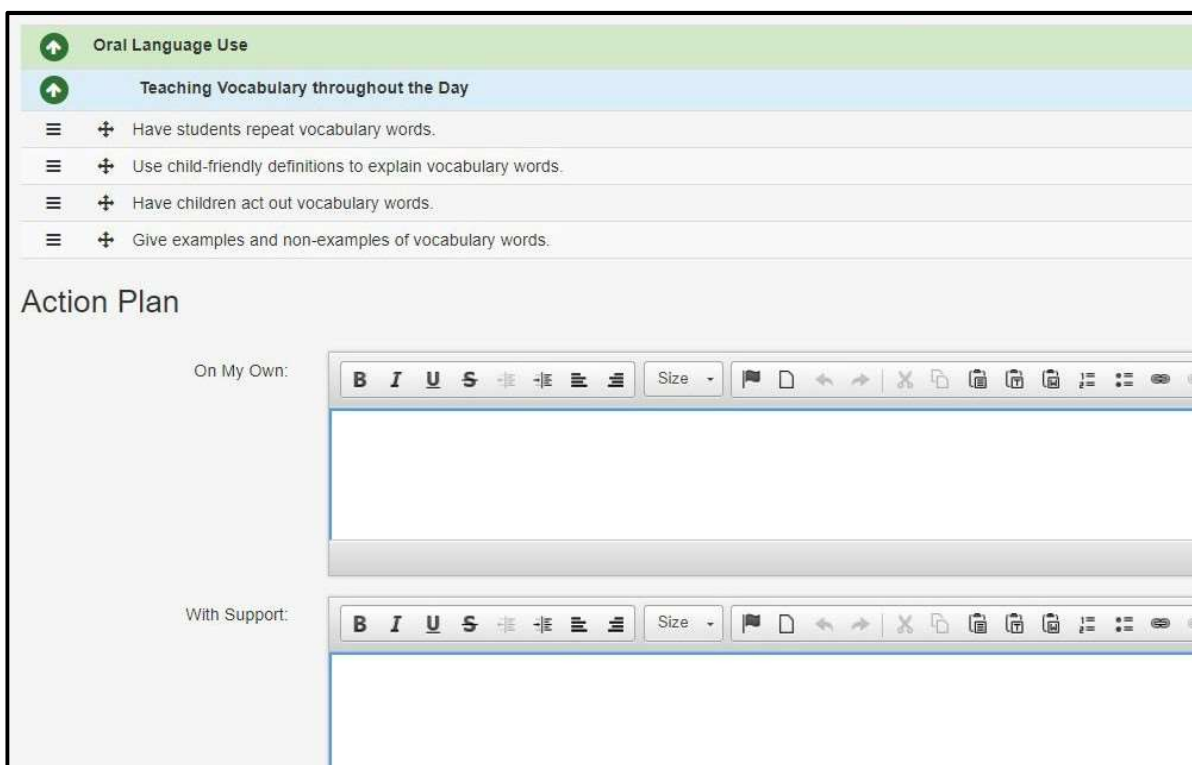 Oral Language Use
Teaching Vocabulary throughout the Day
Have students repeat vocabulary words.
Use child-friendly definitions to explain vocabulary words.
Have children act out vocabulary words.
Give examples and non-examples of vocabulary words.
Action Plan
On My Own:
B I U S Size
With Support:
B I U S Size